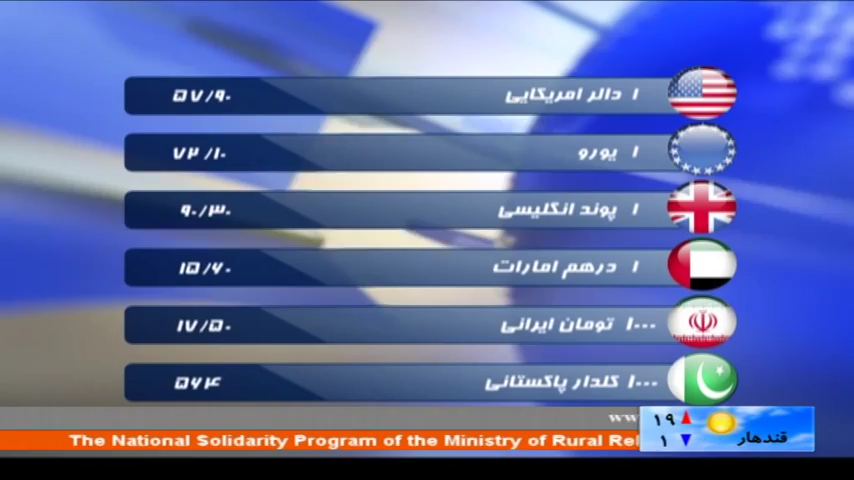 ۱ دالر امریکایی ۵۷/۹۰
۱ یورو ۷۲/۱۰
۱ پوند انگلیسی ۹۰/۳۰
۱ درهم امارات ۱۵/۶۰
۱۰۰۰ تومان ایرانی ۱۷/۵۰
۱۰۰۰ کلدار پاکستانی ۵۶۴
ww
The National Solidarity Program of the Ministry of Rural Rel
۱۹
قندهار
۱